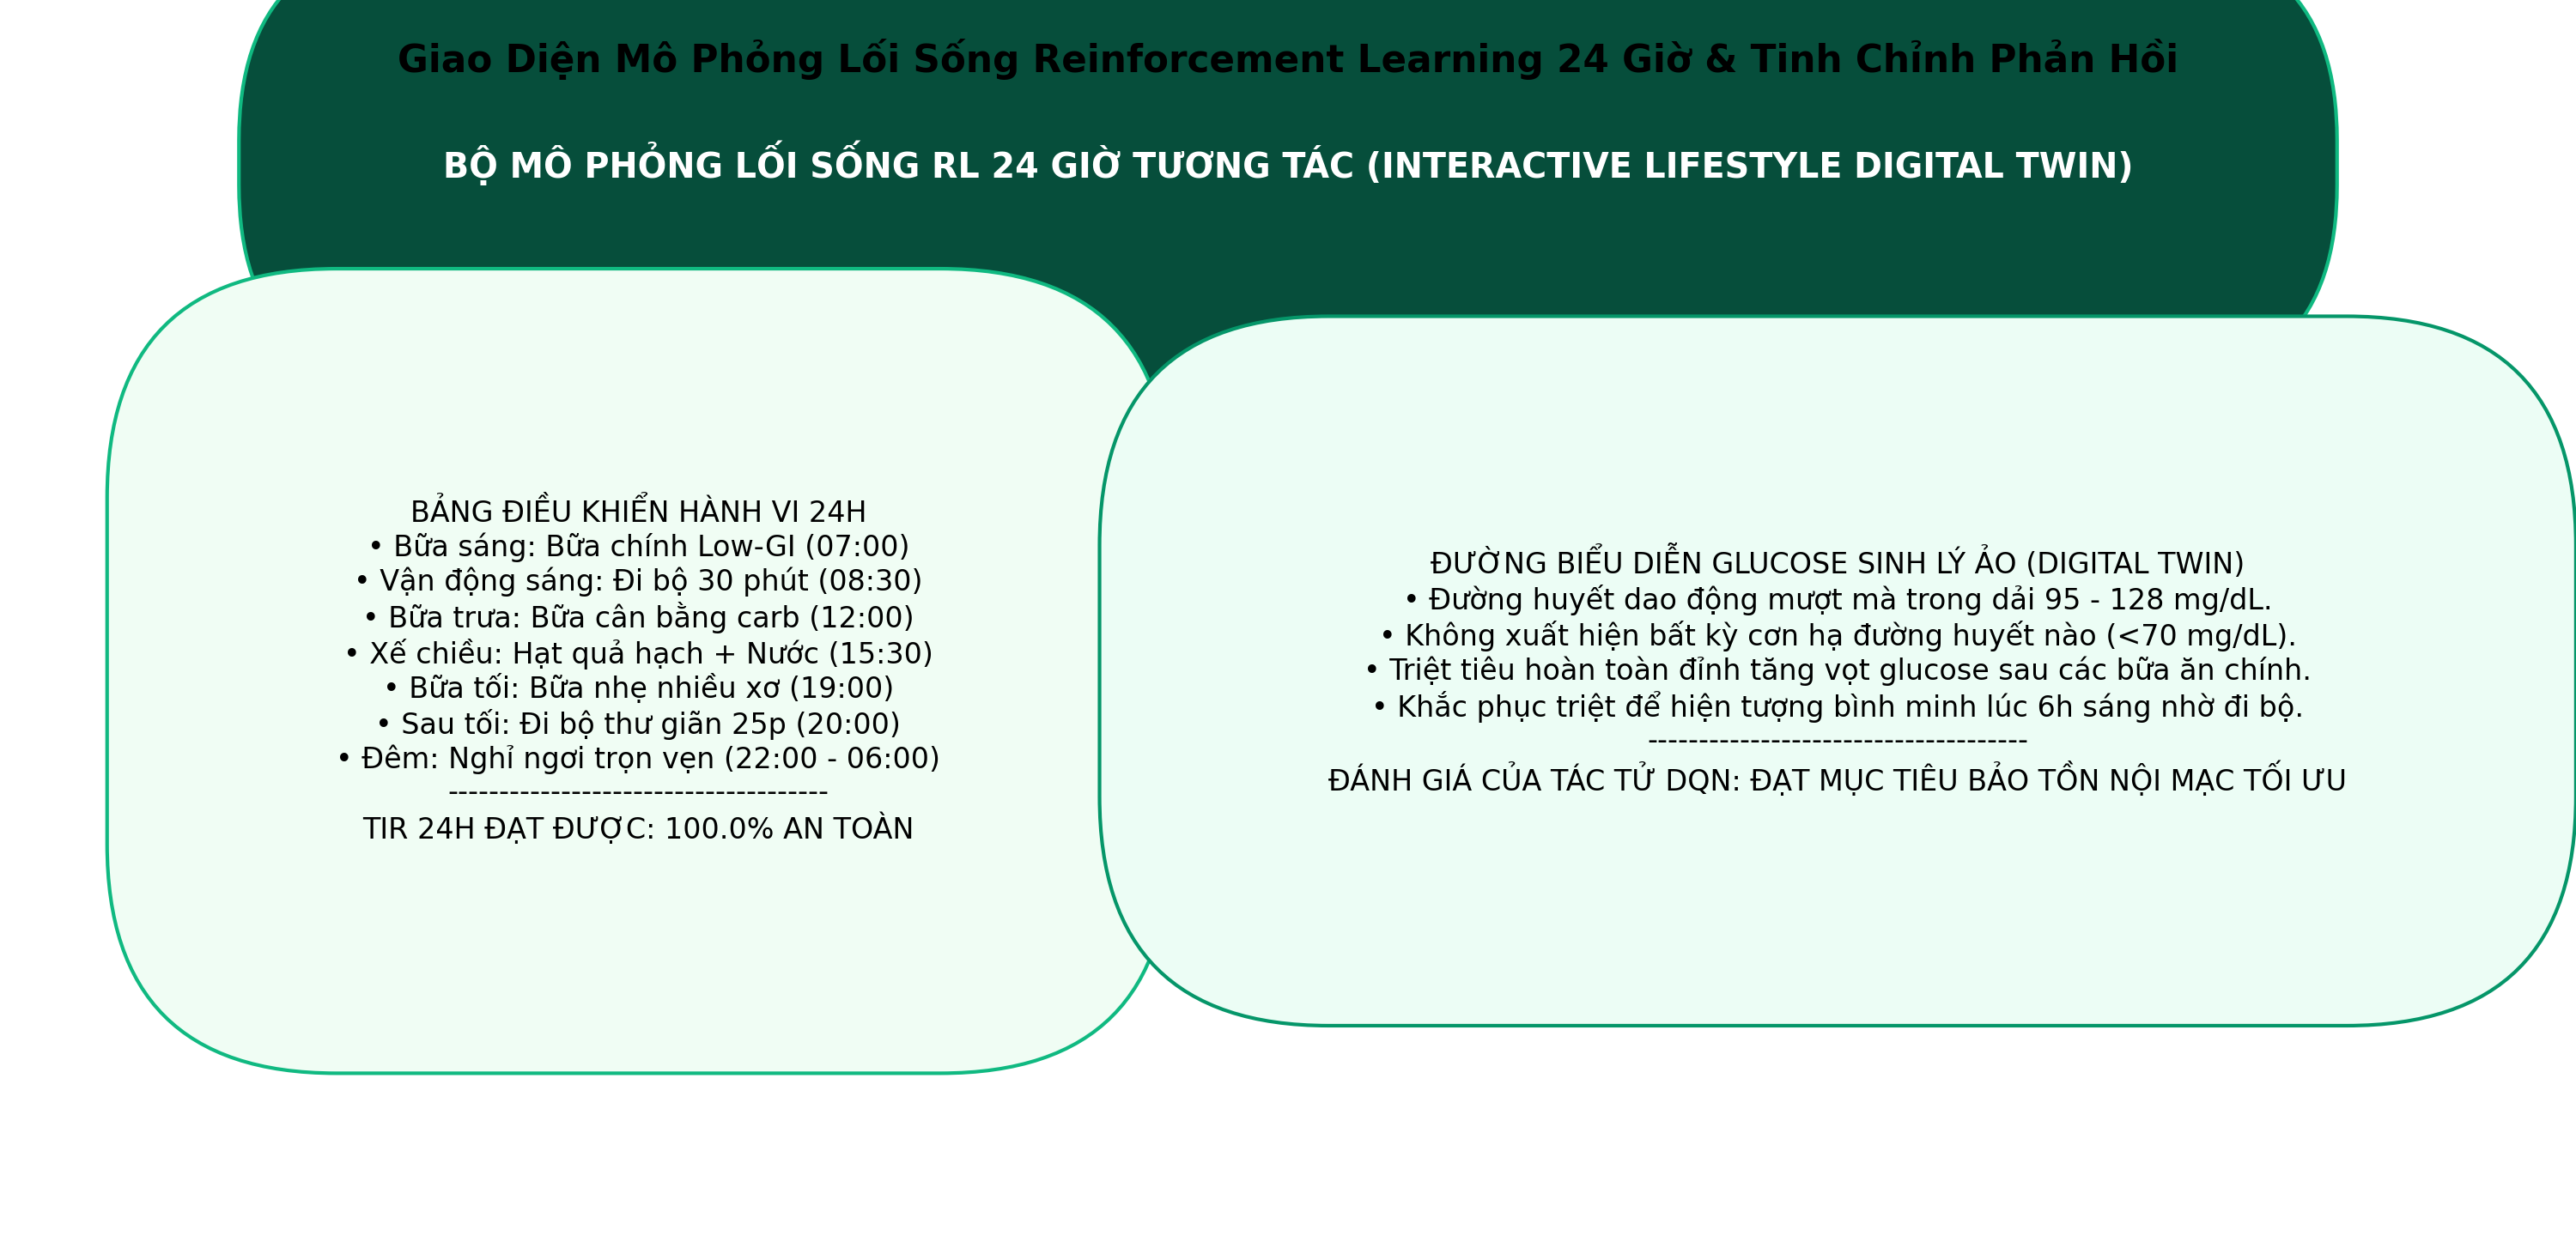 Giao Diện Mô Phỏng Lối Sống Reinforcement Learning 24 Giờ & Tinh Chỉnh Phản Hồi
BỘ MÔ PHỎNG LỐI SỐNG RL 24 GIỜ TƯƠNG TÁC (INTERACTIVE LIFESTYLE DIGITAL TWIN)
BẢNG ĐIỀU KHIỂN HÀNH VI 24H
• Bữa sáng: Bữa chính Low-GI (07:00)
• Vận động sáng: Đi bộ 30 phút (08:30)
• Bữa trưa: Bữa cân bằng carb (12:00)
• Xế chiều: Hạt quả hạch + Nước (15:30)
• Bữa tối: Bữa nhẹ nhiều xơ (19:00)
• Sau tối: Đi bộ thư giãn 25p (20:00)
• Đêm: Nghỉ ngơi trọn vẹn (22:00 - 06:00)
-------------------------------------
TIR 24H ĐẠT ĐƯỢC: 100.0% AN TOÀN
ĐƯỜNG BIỂU DIỄN GLUCOSE SINH LÝ ẢO (DIGITAL TWIN)
• Đường huyết dao động mượt mà trong dải 95 - 128 mg/dL.
• Không xuất hiện bất kỳ cơn hạ đường huyết nào (<70 mg/dL).
• Triệt tiêu hoàn toàn đỉnh tăng vọt glucose sau các bữa ăn chính.
• Khắc phục triệt để hiện tượng bình minh lúc 6h sáng nhờ đi bộ.
-------------------------------------
ĐÁNH GIÁ CỦA TÁC TỬ DQN: ĐẠT MỤC TIÊU BẢO TỒN NỘI MẠC TỐI ƯU